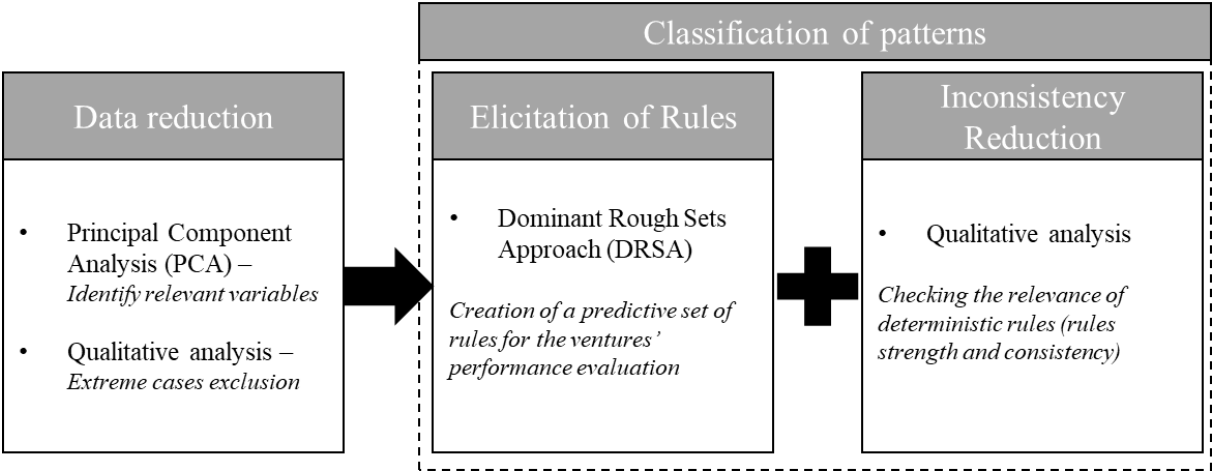 Classification of patterns
Data reduction
• Principal Component
Analysis (PCA) –
Identify relevant variables
• Qualitative analysis –
Extreme cases exclusion
Elicitation of Rules
• Dominant Rough Sets
Approach (DRSA)
Creation of a predictive set of
rules for the ventures’
performance evaluation
Inconsistency
Reduction
• Qualitative analysis
Checking the relevance of
deterministic rules (rules
strength and consistency)